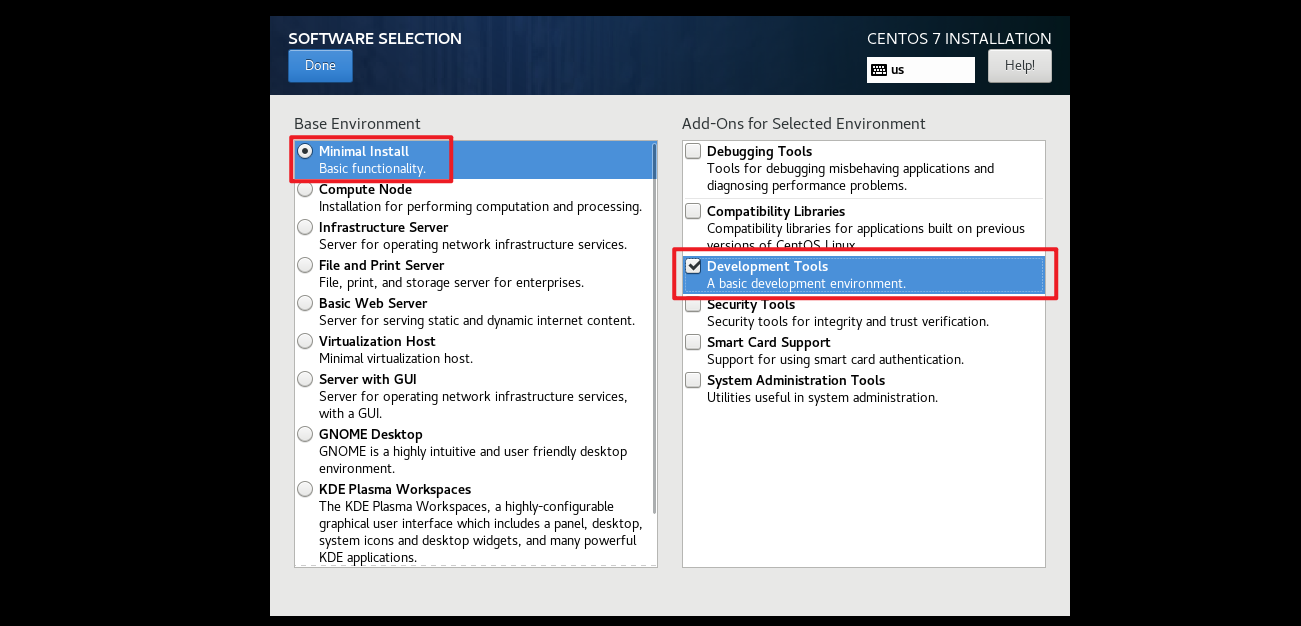 SOFTWARE SELECTION
Done
CENTOS 7 INSTALLATION
us
Help!
Base Environment
Minimal Install
Basic functionality.
Compute Node
Installation for performing computation and processing.
Infrastructure Server
Server for operating network infrastructure services.
File and Print Server
File, print, and storage server for enterprises.
Basic Web Server
Server for serving static and dynamic internet content.
Virtualization Host
Minimal virtualization host.
Server with GUI
Server for operating network infrastructure services,
with a GUI.
GNOME Desktop
GNOME is a highly intuitive and user friendly desktop
environment.
KDE Plasma Workspaces
The KDE Plasma Workspaces, a highly-configurable
graphical user interface which includes a panel, desktop,
system icons and desktop widgets, and many powerful
KDE applications.
Add-Ons for Selected Environment
Debugging Tools
Tools for debugging misbehaving applications and
diagnosing performance problems.
Compatibility Libraries
Compatibility libraries for applications built on previous
versions of CentOS Linux.
Development Tools
A basic development environment.
Security Tools
Security tools for integrity and trust verification.
Smart Card Support
Support for using smart card authentication.
System Administration Tools
Utilities useful in system administration.